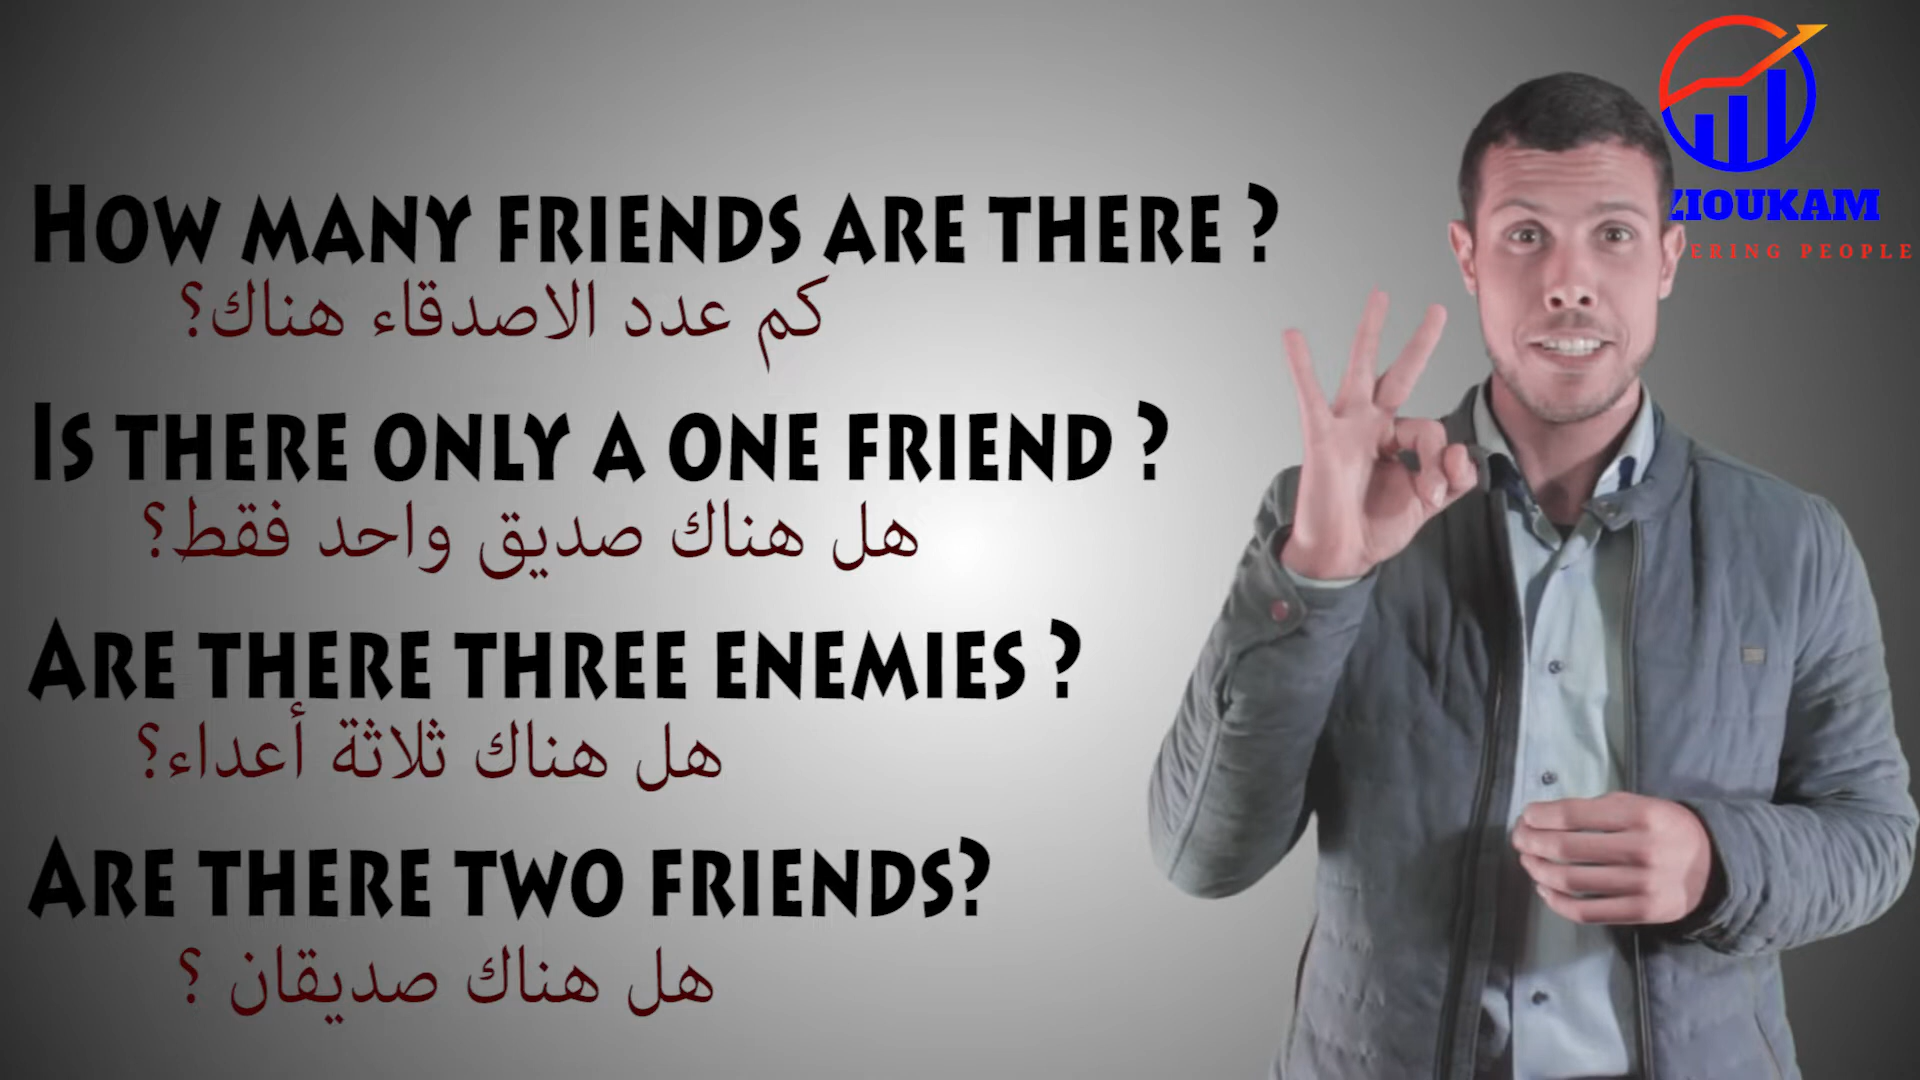 How many friends are there ?
كم عدد الاصدقاء هناك؟
Is there only a one friend ?
هل هناك صديق واحد فقط؟
Are there three enemies ?
هل هناك ثلاثة أعداء؟
Are there two friends?
هل هناك صديقان ؟
ZIOUKAM
ERING PEOPLE